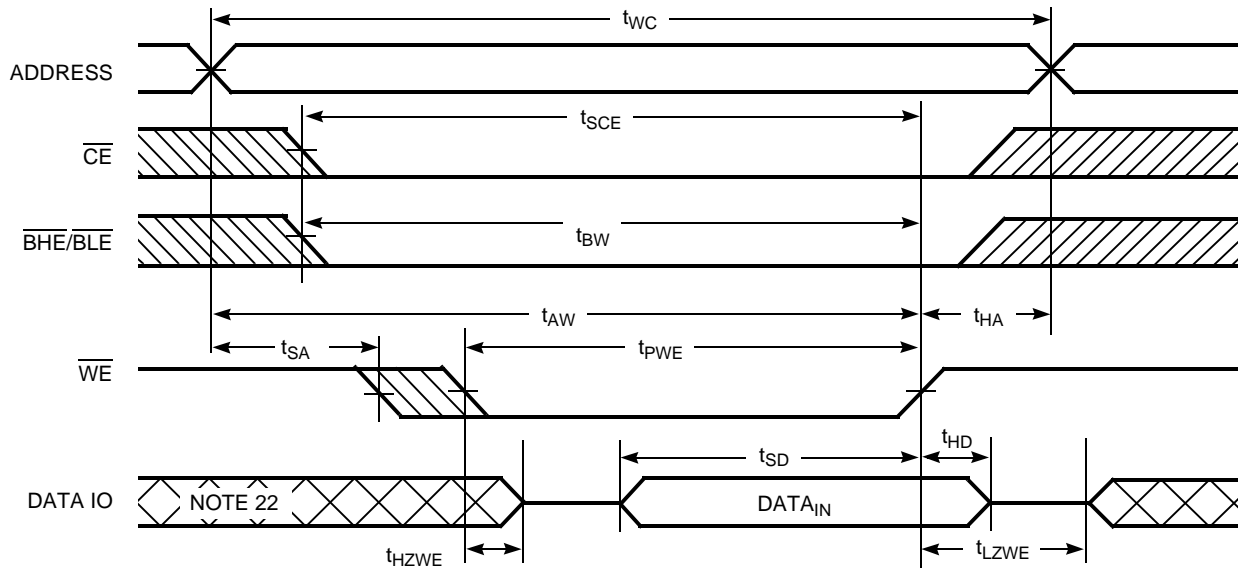 tWC
ADDRESS
tSCE
CE
tBW
BHE/BLE
tAW
tHA
tSA
tPWE
WE
tHD
tSD
DATA IO
NOTE 22
DATAIN
tHZWE
tLZWE